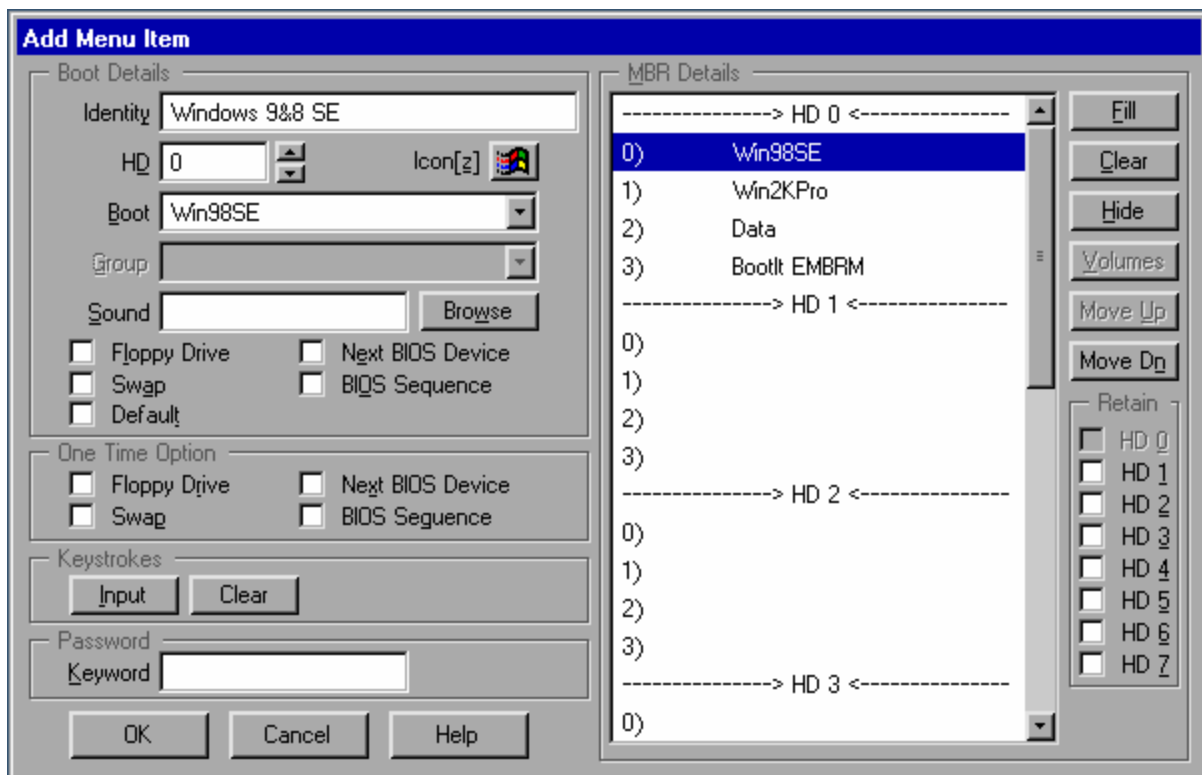 Add Menu Item
Boot Details
Identity Windows 9&8 SE
HD 0 Icon[z]
Boot Win98SE
Group
Sound Browse
Floppy Drive Next BIOS Device
Swap BIOS Sequence
Default
One Time Option
Floppy Drive Next BIOS Device
Swap BIOS Sequence
Keystrokes
Input Clear
Password
Keyword
OK Cancel Help
MBR Details
---------------> HD 0 <---------------
0) Win98SE
1) Win2KPro
2) Data
3) BootIt EMBRM
---------------> HD 1 <---------------
0)
1)
2)
3)
---------------> HD 2 <---------------
0)
1)
2)
3)
---------------> HD 3 <---------------
0)
Fill
Clear
Hide
Volumes
Move Up
Move Dn
Retain
HD 0
HD 1
HD 2
HD 3
HD 4
HD 5
HD 6
HD 7